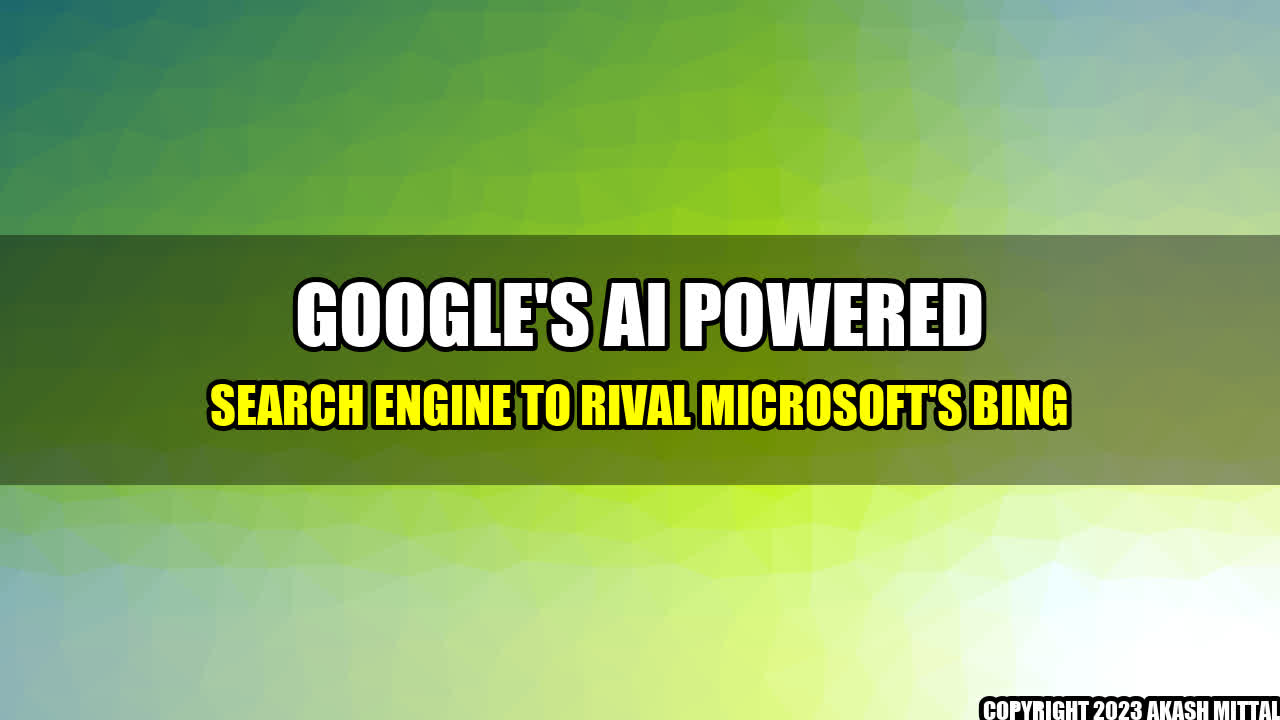 GOOGLE'S AI POWERED
SEARCH ENGINE TO RIVAL MICROSOFT'S BING
COPYRIGHT 2023 AKASH MITTAL